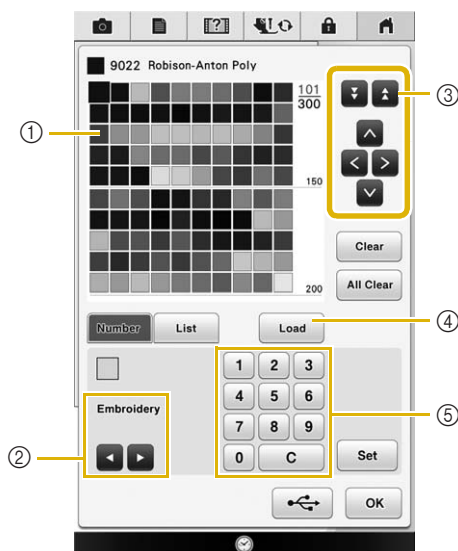 9022 Robison-Anton Poly
101
300
①
③
150
Clear
All Clear
200
Number List Load
④
1 2 3
Embroidery
4 5 6
⑤
7 8 9
②
0 C Set
OK